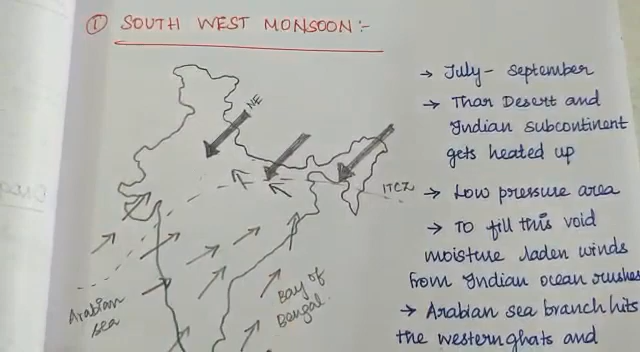 ① SOUTH WEST MONSOON:-
→ July - September
→ Thar Desert and
Indian subcontinent
gets heated up
→ Low pressure area
→ To fill this void
moisture laden winds
from Indian ocean rushes
→ Arabian sea branch hits
the western ghats and
NE
ITCZ
Arabian
sea
Bay of
Bengal.